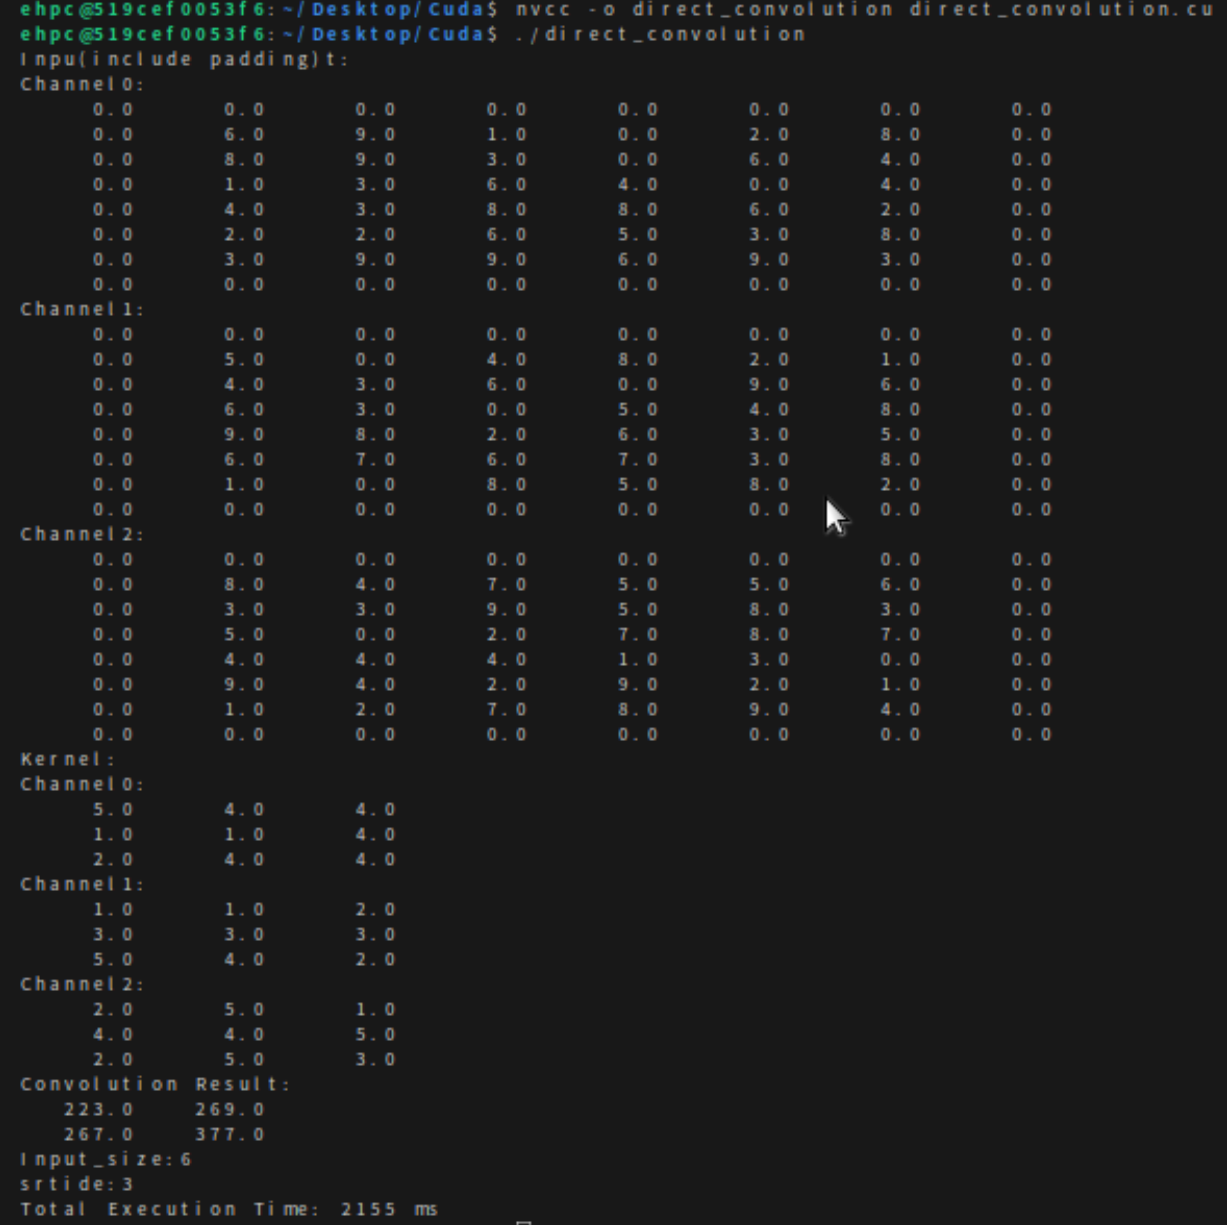 ehpc@519cef0053f6:~/Desktop/Cuda$ nvcc -o direct_convolution direct_convolution.cu
ehpc@519cef0053f6:~/Desktop/Cuda$ ./direct_convolution
Inpu(include padding)t:
Channel0:
0.0 0.0 0.0 0.0 0.0 0.0 0.0 0.0
0.0 6.0 9.0 1.0 0.0 2.0 8.0 0.0
0.0 8.0 9.0 3.0 0.0 6.0 4.0 0.0
0.0 1.0 3.0 6.0 4.0 0.0 4.0 0.0
0.0 4.0 3.0 8.0 8.0 6.0 2.0 0.0
0.0 2.0 2.0 6.0 5.0 3.0 8.0 0.0
0.0 3.0 9.0 9.0 6.0 9.0 3.0 0.0
0.0 0.0 0.0 0.0 0.0 0.0 0.0 0.0
Channel1:
0.0 0.0 0.0 0.0 0.0 0.0 0.0 0.0
0.0 5.0 0.0 4.0 8.0 2.0 1.0 0.0
0.0 4.0 3.0 6.0 0.0 9.0 6.0 0.0
0.0 6.0 3.0 0.0 5.0 4.0 8.0 0.0
0.0 9.0 8.0 2.0 6.0 3.0 5.0 0.0
0.0 6.0 7.0 6.0 7.0 3.0 8.0 0.0
0.0 1.0 0.0 8.0 5.0 8.0 2.0 0.0
0.0 0.0 0.0 0.0 0.0 0.0 0.0 0.0
Channel2:
0.0 0.0 0.0 0.0 0.0 0.0 0.0 0.0
0.0 8.0 4.0 7.0 5.0 5.0 6.0 0.0
0.0 3.0 3.0 9.0 5.0 8.0 3.0 0.0
0.0 5.0 0.0 2.0 7.0 8.0 7.0 0.0
0.0 4.0 4.0 4.0 1.0 3.0 0.0 0.0
0.0 9.0 4.0 2.0 9.0 2.0 1.0 0.0
0.0 1.0 2.0 7.0 8.0 9.0 4.0 0.0
0.0 0.0 0.0 0.0 0.0 0.0 0.0 0.0
Kernel:
Channel0:
5.0 4.0 4.0
1.0 1.0 4.0
2.0 4.0 4.0
Channel1:
1.0 1.0 2.0
3.0 3.0 3.0
5.0 4.0 2.0
Channel2:
2.0 5.0 1.0
4.0 4.0 5.0
2.0 5.0 3.0
Convolution Result:
223.0 269.0
267.0 377.0
Input_size:6
srtide:3
Total Execution Time: 2155 ms